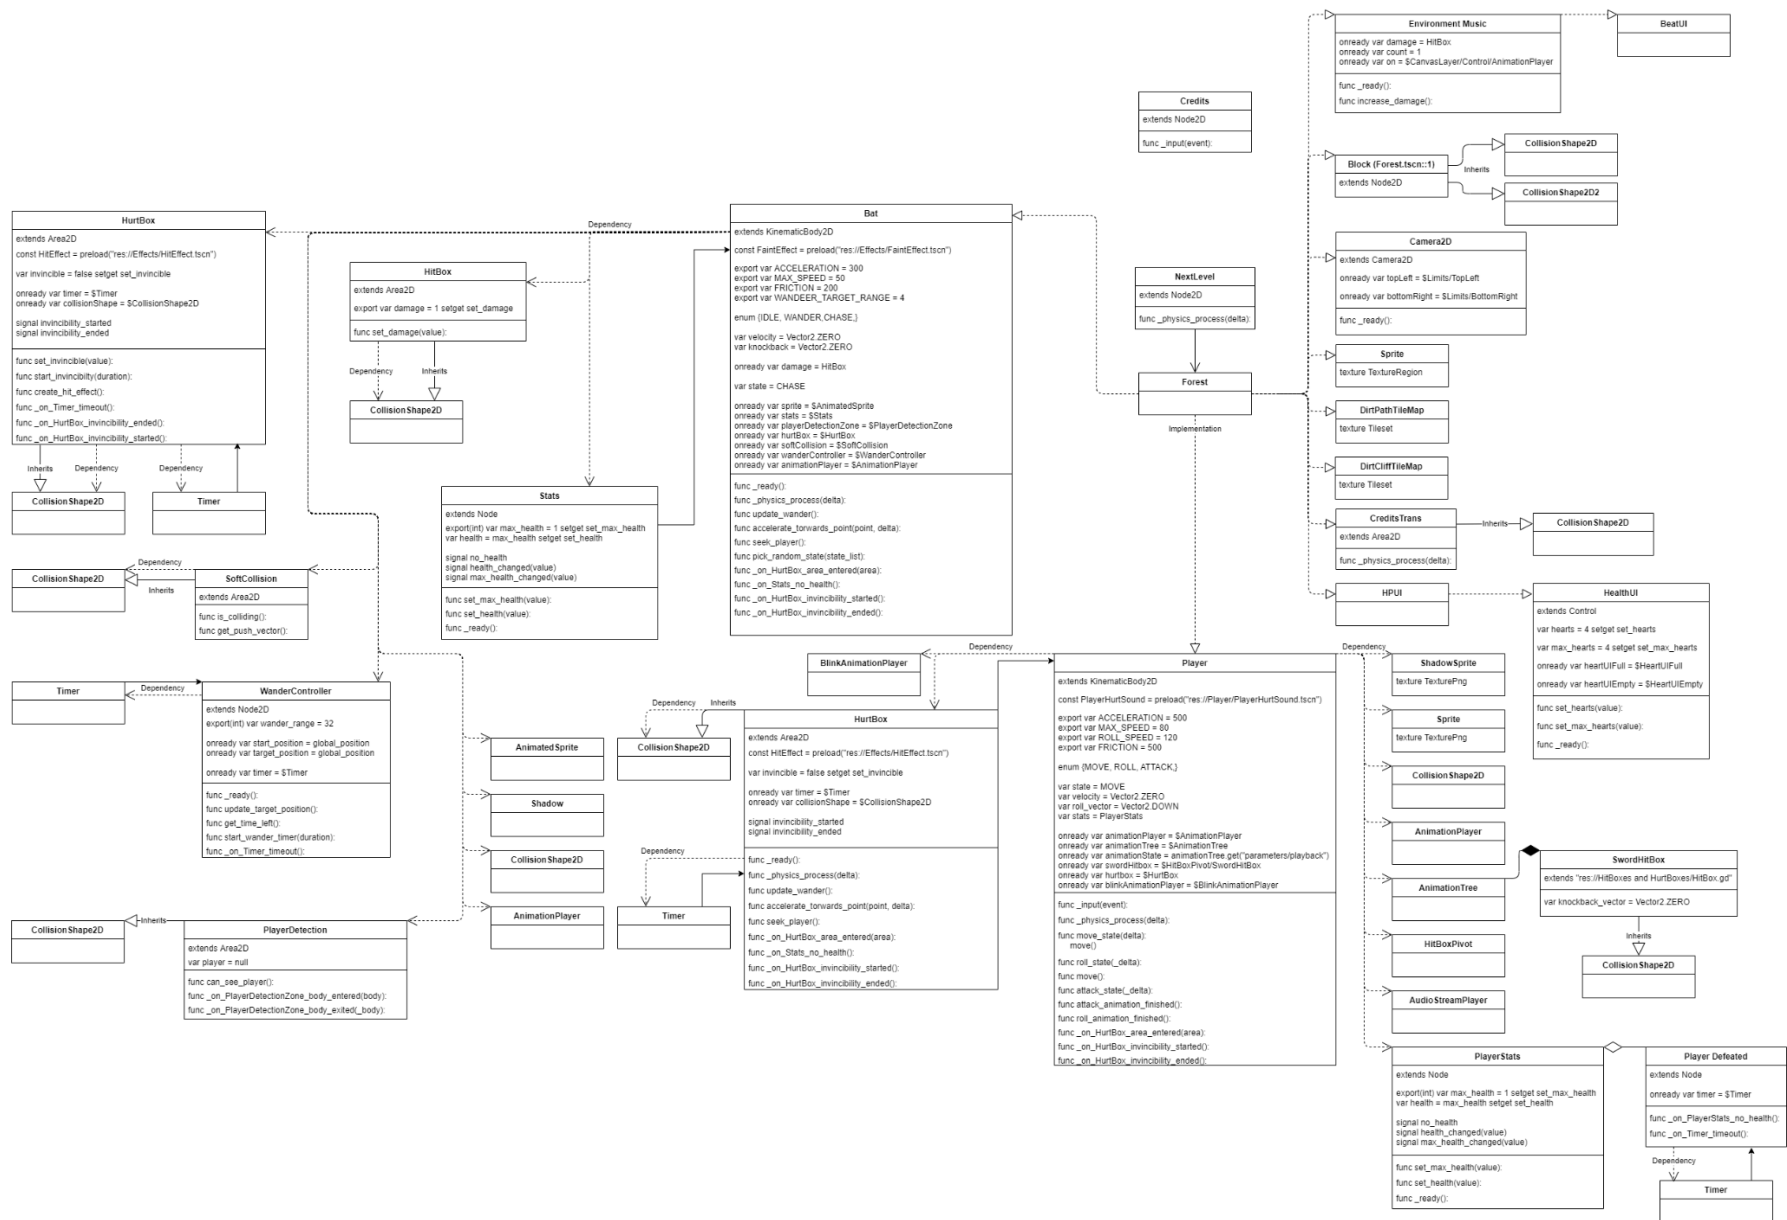 Environment Music
onready var damage = HitBox
onready var count = 1
onready var on = $CanvasLayer/Control/AnimationPlayer
func _ready():
func increase_damage():
BeatUI
Credits
extends Node2D
func _input(event):
Block (Forest.tscn::1)
extends Node2D
Inherits
CollisionShape2D
CollisionShape2D2
HurtBox
extends Area2D
const HitEffect = preload("res://Effects/HitEffect.tscn")
var invincible = false setget set_invincible
onready var timer = $Timer
onready var collisionShape = $CollisionShape2D
signal invincibility_started
signal invincibility_ended
func set_invincible(value):
func start_invincibilty(duration):
func create_hit_effect():
func _on_Timer_timeout():
func _on_HurtBox_invincibility_ended():
func _on_HurtBox_invincibility_started():
Inherits
Dependency
Dependency
CollisionShape2D
Timer
Dependency
HitBox
extends Area2D
export var damage = 1 setget set_damage
func set_damage(value):
Dependency
Inherits
CollisionShape2D
Bat
extends KinematicBody2D
const FaintEffect = preload("res://Effects/FaintEffect.tscn")
export var ACCELERATION = 300
export var MAX_SPEED = 50
export var FRICTION = 200
export var WANDEER_TARGET_RANGE = 4
enum {IDLE, WANDER,CHASE,}
var velocity = Vector2.ZERO
var knockback = Vector2.ZERO
onready var damage = HitBox
var state = CHASE
onready var sprite = $AnimatedSprite
onready var stats = $Stats
onready var playerDetectionZone = $PlayerDetectionZone
onready var hurtBox = $HurtBox
onready var softCollision = $SoftCollision
onready var wanderController = $WanderController
onready var animationPlayer = $AnimationPlayer
func _ready():
func _physics_process(delta):
func update_wander():
func accelerate_torwards_point(point, delta):
func seek_player():
func pick_random_state(state_list):
func _on_HurtBox_area_entered(area):
func _on_Stats_no_health():
func _on_HurtBox_invincibility_started():
func _on_HurtBox_invincibility_ended():
NextLevel
extends Node2D
func _physics_process(delta):
Forest
Implementation
Camera2D
extends Camera2D
onready var topLeft = $Limits/TopLeft
onready var bottomRight = $Limits/BottomRight
func _ready():
Sprite
texture TextureRegion
DirtPathTileMap
texture Tileset
DirtCliffTileMap
texture Tileset
CreditsTrans
extends Area2D
func _physics_process(delta):
Inherits
CollisionShape2D
HPUI
HealthUI
extends Control
var hearts = 4 setget set_hearts
var max_hearts = 4 setget set_max_hearts
onready var heartUIFull = $HeartUIFull
onready var heartUIEmpty = $HeartUIEmpty
func set_hearts(value):
func set_max_hearts(value):
func _ready():
Stats
extends Node
export(int) var max_health = 1 setget set_max_health
var health = max_health setget set_health
signal no_health
signal health_changed(value)
signal max_health_changed(value)
func set_max_health(value):
func set_health(value):
func _ready():
Dependency
CollisionShape2D
Inherits
SoftCollision
extends Area2D
func is_colliding():
func get_push_vector():
Timer
Dependency
WanderController
extends Node2D
export(int) var wander_range = 32
onready var start_position = global_position
onready var target_position = global_position
onready var timer = $Timer
func _ready():
func update_target_position():
func get_time_left():
func start_wander_timer(duration):
func _on_Timer_timeout():
AnimatedSprite
Shadow
CollisionShape2D
AnimationPlayer
CollisionShape2D
Inherits
PlayerDetection
extends Area2D
var player = null
func can_see_player():
func _on_PlayerDetectionZone_body_entered(body):
func _on_PlayerDetectionZone_body_exited(_body):
BlinkAnimationPlayer
Dependency
Dependency
Inherits
CollisionShape2D
HurtBox
extends Area2D
const HitEffect = preload("res://Effects/HitEffect.tscn")
var invincible = false setget set_invincible
onready var timer = $Timer
onready var collisionShape = $CollisionShape2D
signal invincibility_started
signal invincibility_ended
func _ready():
func _physics_process(delta):
func update_wander():
func accelerate_torwards_point(point, delta):
func seek_player():
func _on_HurtBox_area_entered(area):
func _on_Stats_no_health():
func _on_HurtBox_invincibility_started():
func _on_HurtBox_invincibility_ended():
Dependency
Timer
Player
extends KinematicBody2D
const PlayerHurtSound = preload("res://Player/PlayerHurtSound.tscn")
export var ACCELERATION = 500
export var MAX_SPEED = 80
export var ROLL_SPEED = 120
export var FRICTION = 500
enum {MOVE, ROLL, ATTACK,}
var state = MOVE
var velocity = Vector2.ZERO
var roll_vector = Vector2.DOWN
var stats = PlayerStats
onready var animationPlayer = $AnimationPlayer
onready var animationTree = $AnimationTree
onready var animationState = animationTree.get("parameters/playback")
onready var swordHitbox = $HitBoxPivot/SwordHitBox
onready var hurtbox = $HurtBox
onready var blinkAnimationPlayer = $BlinkAnimationPlayer
func _input(event):
func _physics_process(delta):
func move_state(delta):
move()
func roll_state(_delta):
func move():
func attack_state(_delta):
func attack_animation_finished():
func roll_animation_finished():
func _on_HurtBox_area_entered(area):
func _on_HurtBox_invincibility_started():
func _on_HurtBox_invincibility_ended():
Dependency
ShadowSprite
texture TexturePng
Sprite
texture TexturePng
CollisionShape2D
AnimationPlayer
AnimationTree
HitBoxPivot
AudioStreamPlayer
SwordHitBox
extends "res://HitBoxes and HurtBoxes/HitBox.gd"
var knockback_vector = Vector2.ZERO
Inherits
CollisionShape2D
PlayerStats
extends Node
export(int) var max_health = 1 setget set_max_health
var health = max_health setget set_health
signal no_health
signal health_changed(value)
signal max_health_changed(value)
func set_max_health(value):
func set_health(value):
func _ready():
Player Defeated
extends Node
onready var timer = $Timer
func _on_PlayerStats_no_health():
func _on_Timer_timeout():
Dependency
Timer